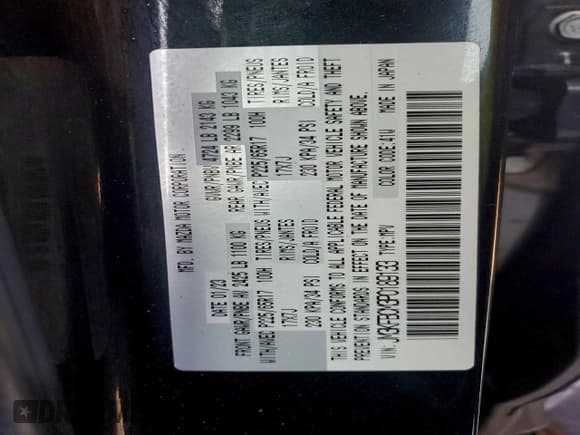 MFD. BY MAZDA MOTOR CORPORATION
DATE 01/23 GVWR/PNBV 4724 LB 2143 KG
FRONT GAWR/PNBE AV 2425 LB 1100 KG REAR GAWR/PNBE AR 2299 LB 1043 KG
WITH/AVEC P225/65R17 100H TIRES/PNEUS WITH/AVEC P225/65R17 100H TIRES/PNEUS
17X7J RIMS/JANTES 17X7J RIMS/JANTES
230 KPA/34 PSI COLD/A FROID 230 KPA/34 PSI COLD/A FROID
THIS VEHICLE CONFORMS TO ALL APPLICABLE FEDERAL MOTOR VEHICLE SAFETY AND THEFT
PREVENTION STANDARDS IN EFFECT ON THE DATE OF MANUFACTURE SHOWN ABOVE.
VIN: TYPE:MPV COLOR CODE:41W MADE IN JAPAN